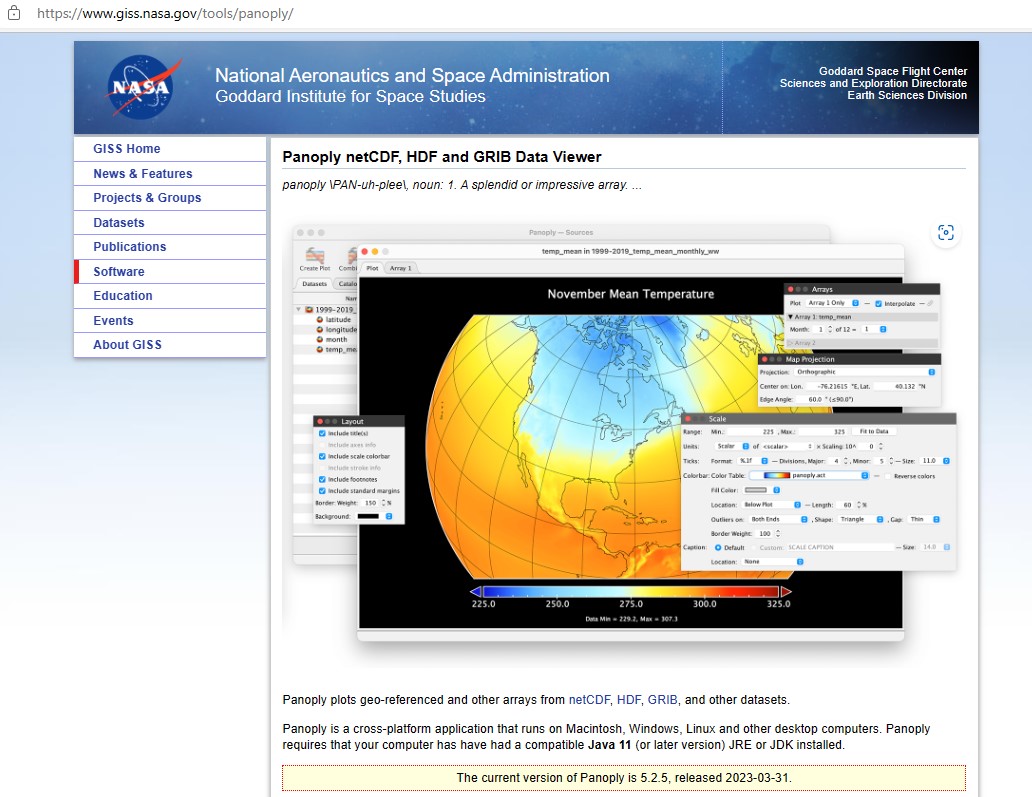 https://www.giss.nasa.gov/tools/panoply/
NASA
National Aeronautics and Space Administration
Goddard Institute for Space Studies
Goddard Space Flight Center
Sciences and Exploration Directorate
Earth Sciences Division
GISS Home
News & Features
Projects & Groups
Datasets
Publications
Software
Education
Events
About GISS
Panoply netCDF, HDF and GRIB Data Viewer
panoply \PAN-uh-plee\, noun: 1. A splendid or impressive array. ...
Panoply — Sources
Create Plot
Datasets
1999-2019_
latitude
longitude
month
temp_me
temp_mean in 1999-2019_temp_mean_monthly_ww
Plot Array 1
November Mean Temperature
225.0 250.0 275.0 300.0 325.0
Data Min = 229.2, Max = 307.3
Layout
Include title(s)
Include axes info
Include scale colorbar
Include stroke info
Include footnotes
Include standard margins
Border: Weight: 150 %
Background:
Arrays
Plot Array 1 Only Interpolate
Array 1: temp_mean
Month: 1 of 12 = 1
Array 2
Map Projection
Projection: Orthographic
Center on: Lon. -76.21615 °E, Lat. 40.132 °N
Edge Angle: 60.0 ° (≤90.0°)
Scale
Range: Min.: 225 , Max.: 325 Fit to Data
Units: Scalar of <scalar> × Scaling: 10^ 0
Ticks: Format: %.1f — Divisions, Major: 4 , Minor: 5 — Size: 11.0
Colorbar: Color Table: panoply.act — Reverse colors
Fill Color:
Location: Below Plot — Length: 60 %
Outliers on: Both Ends , Shape: Triangle , Gap: Thin
Border Weight: 100
Caption: Default Custom: SCALE CAPTION — Size: 14.0
Location: None
Panoply plots geo-referenced and other arrays from netCDF, HDF, GRIB, and other datasets.
Panoply is a cross-platform application that runs on Macintosh, Windows, Linux and other desktop computers. Panoply
requires that your computer has have had a compatible Java 11 (or later version) JRE or JDK installed.
The current version of Panoply is 5.2.5, released 2023-03-31.